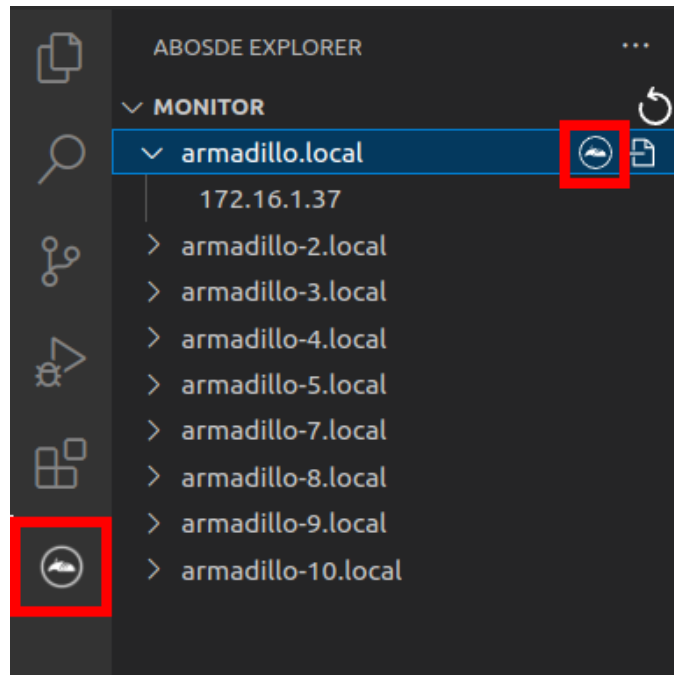 ABOSDE EXPLORER
MONITOR
armadillo.local
172.16.1.37
armadillo-2.local
armadillo-3.local
armadillo-4.local
armadillo-5.local
armadillo-7.local
armadillo-8.local
armadillo-9.local
armadillo-10.local